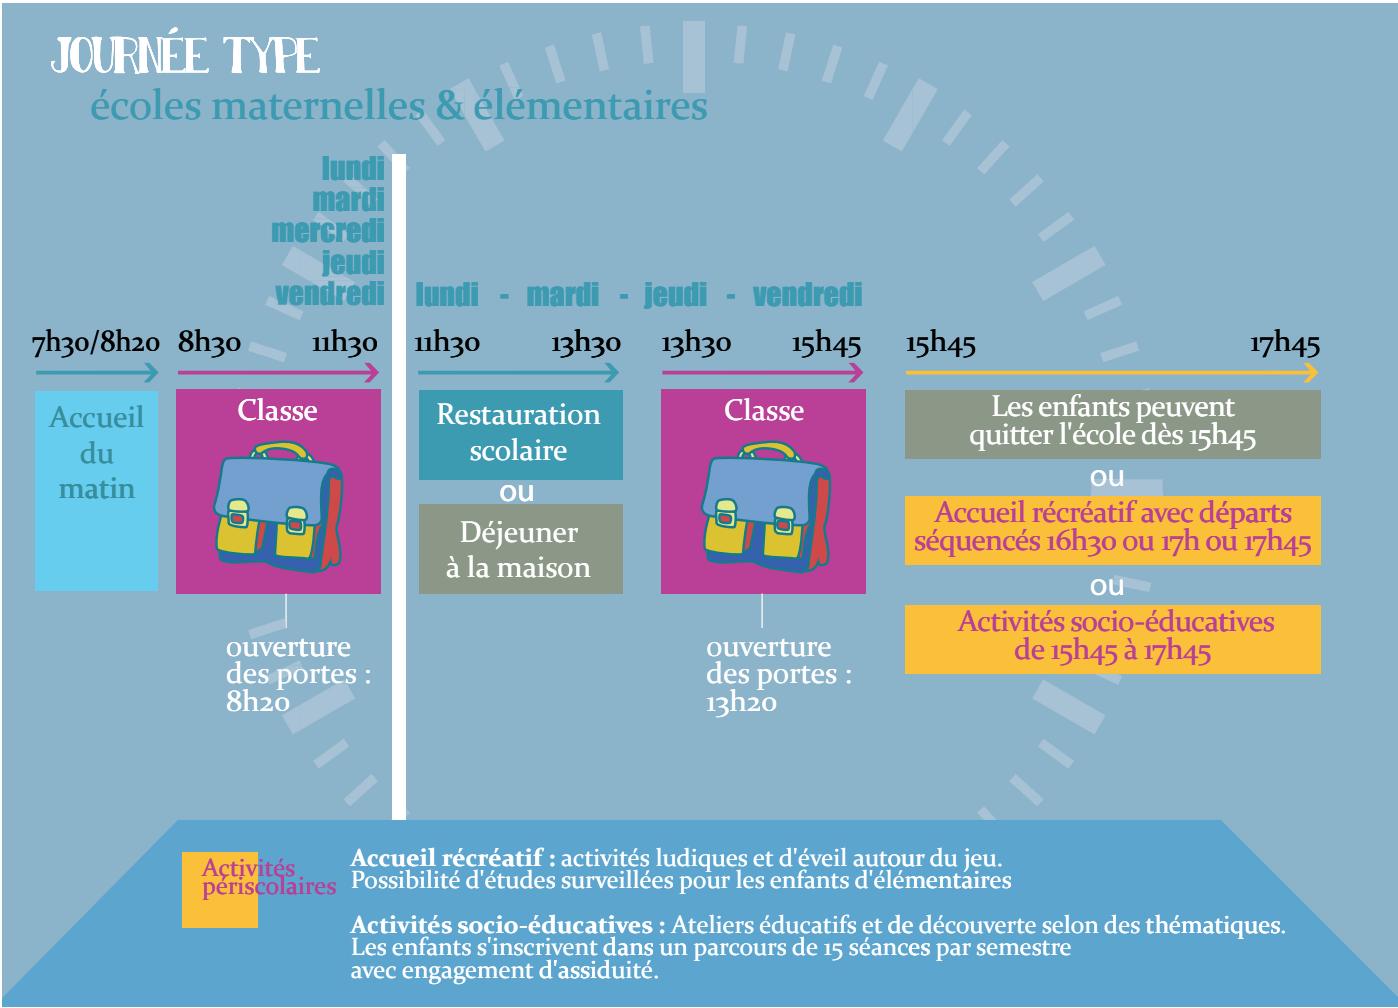 JOURNÉE TYPE
écoles maternelles & élémentaires
lundi
mardi
mercredi
jeudi
vendredi
lundi - mardi - jeudi - vendredi
7h30/8h20 8h30 11h30 11h30 13h30 13h30 15h45 15h45 17h45
Accueil
du
matin
Classe
ouverture
des portes :
8h20
Restauration
scolaire
ou
Déjeuner
à la maison
Classe
ouverture
des portes :
13h20
Les enfants peuvent
quitter l'école dès 15h45
ou
Accueil récréatif avec départs
séquencés 16h30 ou 17h ou 17h45
ou
Activités socio-éducatives
de 15h45 à 17h45
Activités
périscolaires
Accueil récréatif : activités ludiques et d'éveil autour du jeu.
Possibilité d'études surveillées pour les enfants d'élémentaires
Activités socio-éducatives : Ateliers éducatifs et de découverte selon des thématiques.
Les enfants s'inscrivent dans un parcours de 15 séances par semestre
avec engagement d'assiduité.